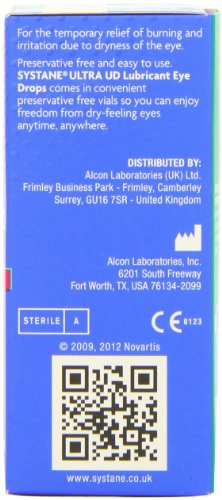 For the temporary relief of burning and
irritation due to dryness of the eye.
Preservative free and easy to use.
SYSTANE® ULTRA UD Lubricant Eye
Drops comes in convenient
preservative free vials so you can enjoy
freedom from dry-feeling eyes
anytime, anywhere.
DISTRIBUTED BY:
Alcon Laboratories (UK) Ltd.
Frimley Business Park - Frimley, Camberley
Surrey, GU16 7SR - United Kingdom
Alcon Laboratories, Inc.
6201 South Freeway
Fort Worth, TX, USA 76134-2099
STERILE A
CE 0123
© 2009, 2012 Novartis
www.systane.co.uk